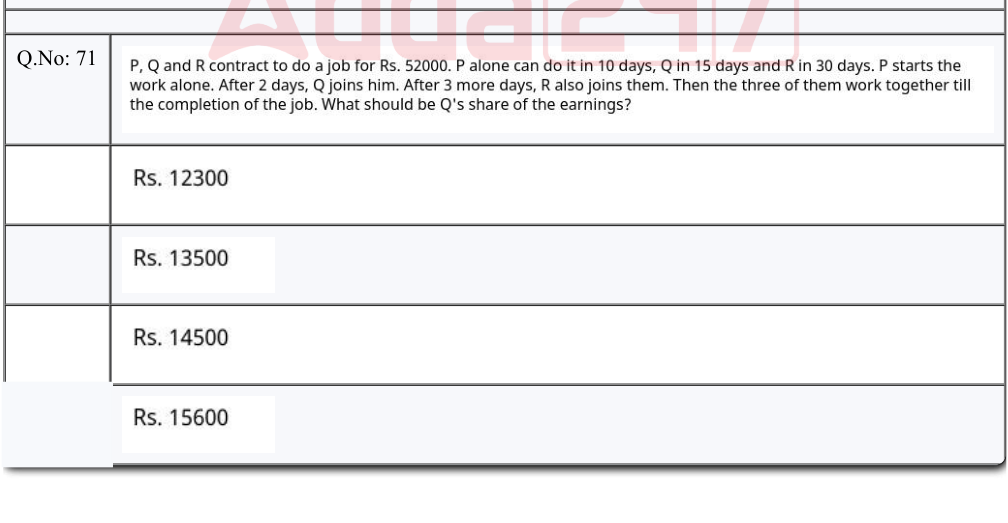 Adda247
Q.No: 71
P, Q and R contract to do a job for Rs. 52000. P alone can do it in 10 days, Q in 15 days and R in 30 days. P starts the
work alone. After 2 days, Q joins him. After 3 more days, R also joins them. Then the three of them work together till
the completion of the job. What should be Q's share of the earnings?
Rs. 12300
Rs. 13500
Rs. 14500
Rs. 15600